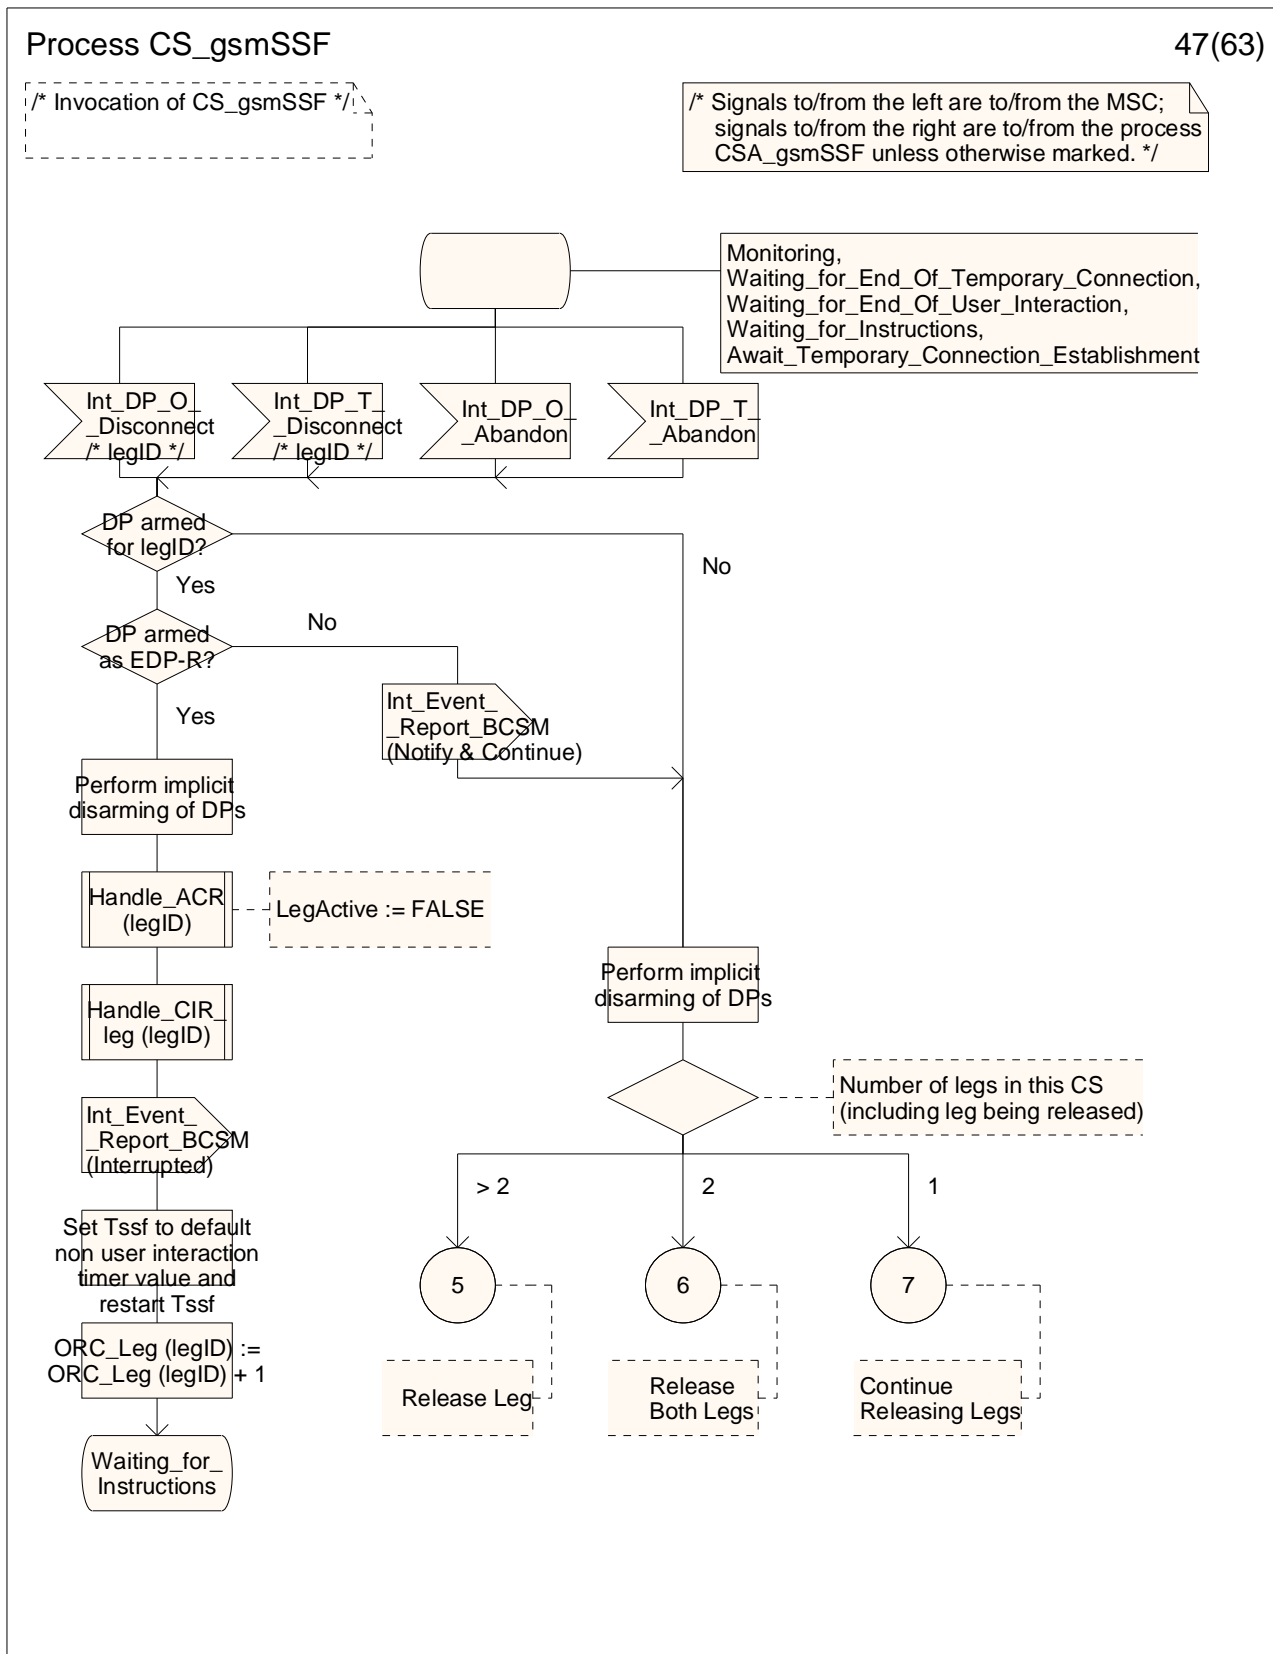 Process CS_gsmSSF
47(63)
/* Invocation of CS_gsmSSF */
/* Signals to/from the left are to/from the MSC;
signals to/from the right are to/from the process
CSA_gsmSSF unless otherwise marked. */
Monitoring,
Waiting_for_End_Of_Temporary_Connection,
Waiting_for_End_Of_User_Interaction,
Waiting_for_Instructions,
Await_Temporary_Connection_Establishment
Int_DP_O_
_Disconnect
/* legID */
Int_DP_T_
_Disconnect
/* legID */
Int_DP_O_
_Abandon
Int_DP_T_
_Abandon
DP armed
for legID?
No
Yes
DP armed
as EDP-R?
No
Yes
Int_Event_
_Report_BCSM
(Notify & Continue)
Perform implicit
disarming of DPs
Handle_ACR
(legID)
LegActive := FALSE
Perform implicit
disarming of DPs
Handle_CIR_
leg (legID)
Number of legs in this CS
(including leg being released)
Int_Event_
_Report_BCSM
(Interrupted)
> 2
2
1
Set Tssf to default
non user interaction
timer value and
restart Tssf
5
6
7
ORC_Leg (legID) :=
ORC_Leg (legID) + 1
Release Leg
Release
Both Legs
Continue
Releasing Legs
Waiting_for_
Instructions